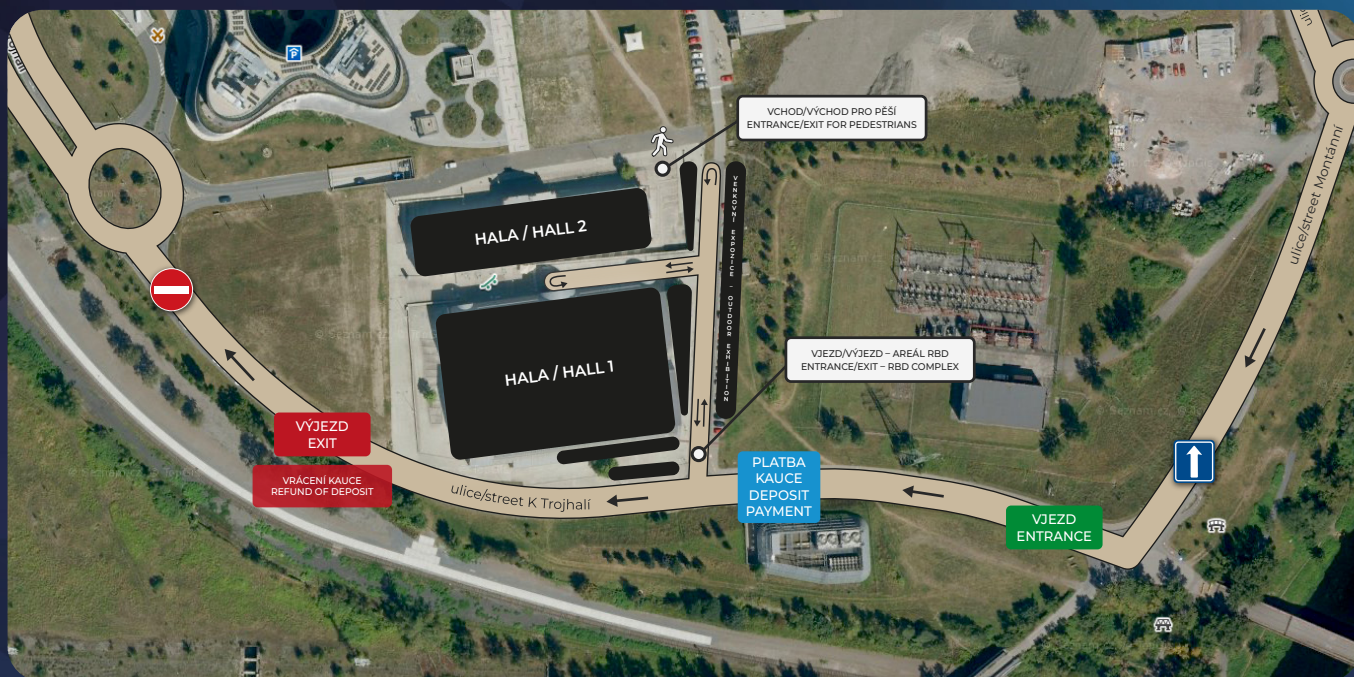 VCHOD/VÝCHOD PRO PĚŠÍ
ENTRANCE/EXIT FOR PEDESTRIANS
HALA / HALL 2
VENKOVNÍ EXPOZICE – OUTDOOR EXHIBITION
ulice/street Montánní
HALA / HALL 1
VJEZD/VÝJEZD – AREÁL RBD
ENTRANCE/EXIT – RBD COMPLEX
VÝJEZD
EXIT
VRÁCENÍ KAUCE
REFUND OF DEPOSIT
ulice/street K Trojhalí
PLATBA
KAUCE
DEPOSIT
PAYMENT
VJEZD
ENTRANCE
P
© Seznam.cz